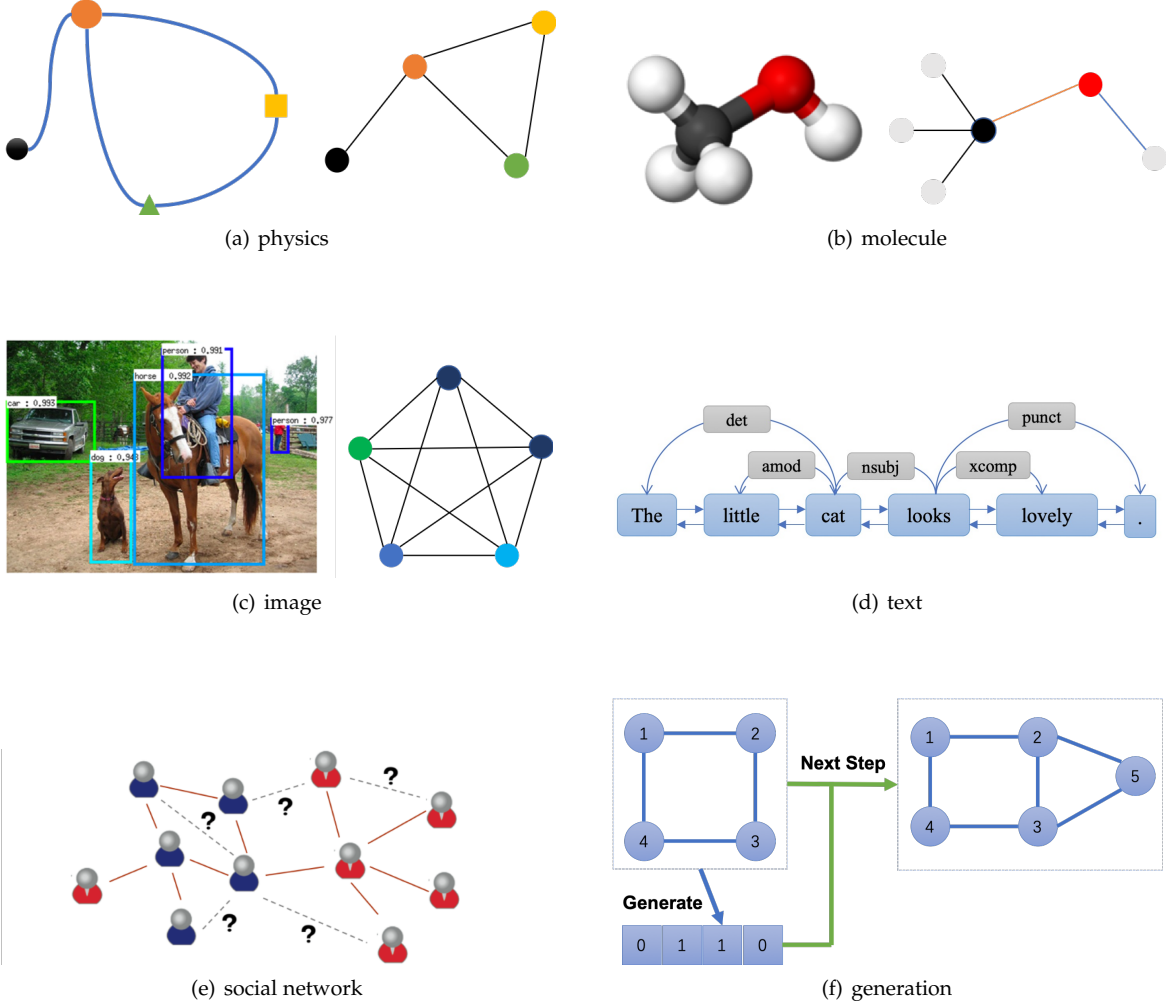 (a) physics
(b) molecule
person : 0.991
horse : 0.992
car : 0.993
person : 0.977
dog : 0.943
(c) image
det
punct
amod
nsubj
xcomp
The
little
cat
looks
lovely
.
(d) text
?
?
?
?
?
(e) social network
1
2
4
3
Next Step
1
2
5
4
3
Generate
0 1 1 0
(f) generation